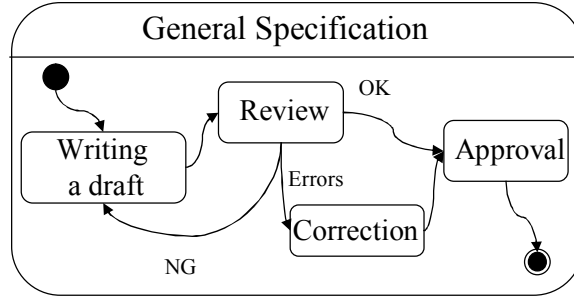 General Specification
OK
Review
Writing
a draft
Approval
Errors
Correction
NG